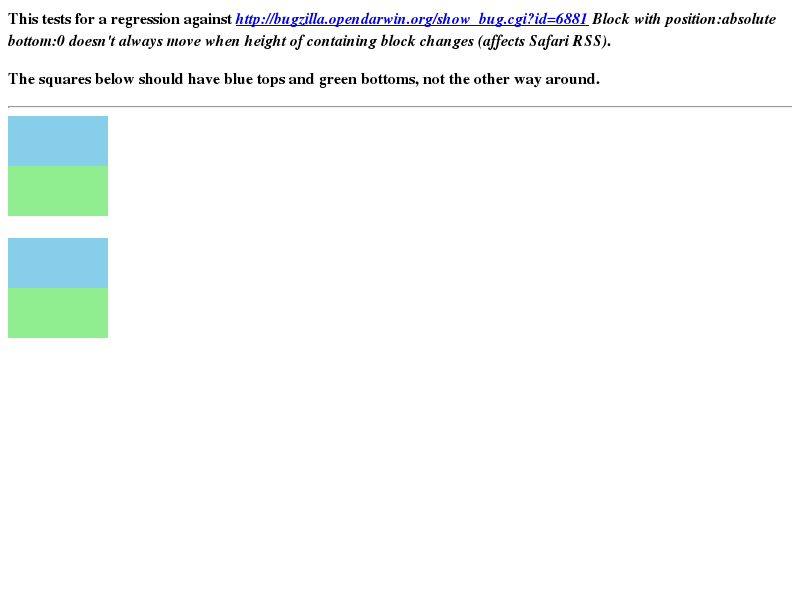 This tests for a regression against http://bugzilla.opendarwin.org/show_bug.cgi?id=6881 Block with position:absolute
bottom:0 doesn't always move when height of containing block changes (affects Safari RSS).
The squares below should have blue tops and green bottoms, not the other way around.